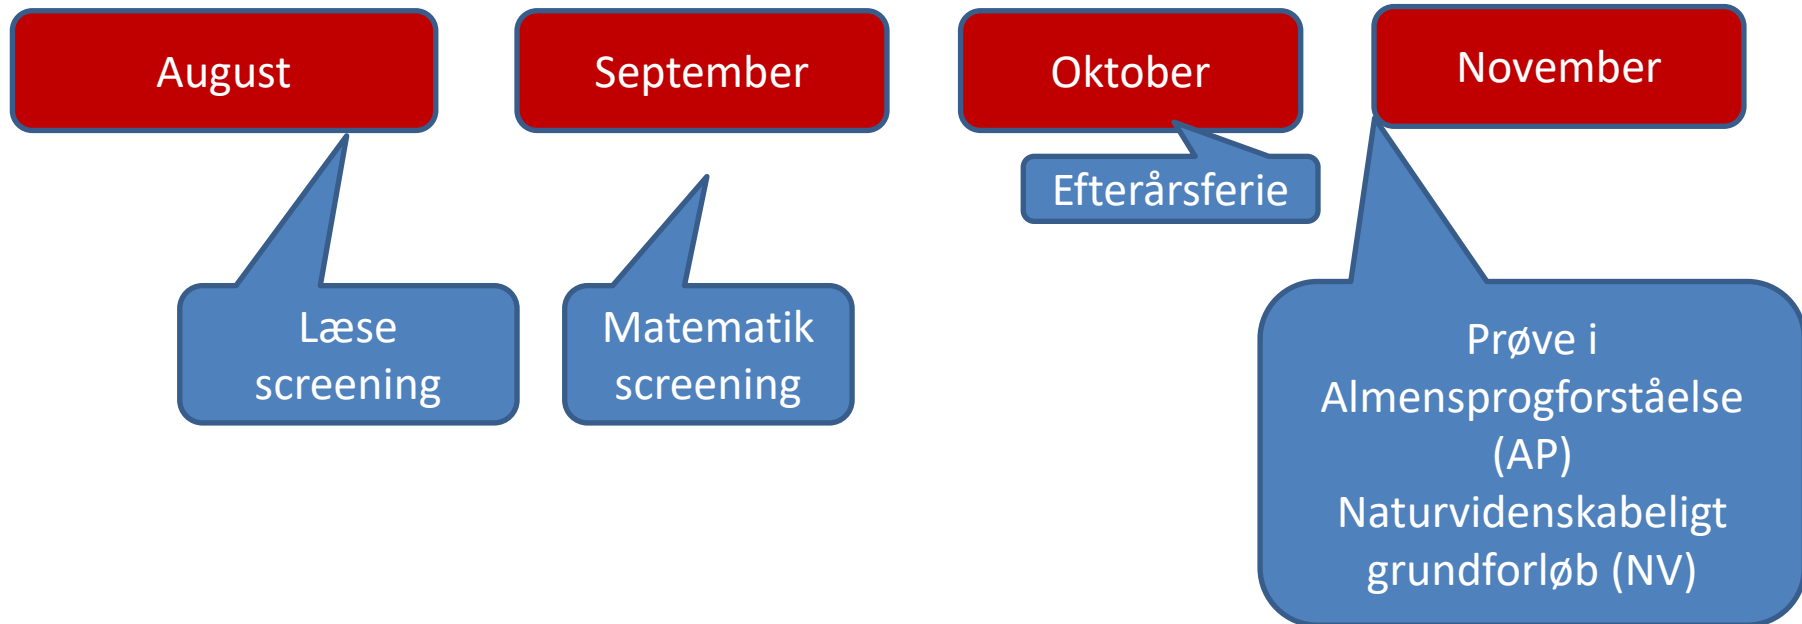 August
September
Oktober
November
Efterårsferie
Læse
screening
Matematik
screening
Prøve i
Almensprogforståelse
(AP)
Naturvidenskabeligt
grundforløb (NV)